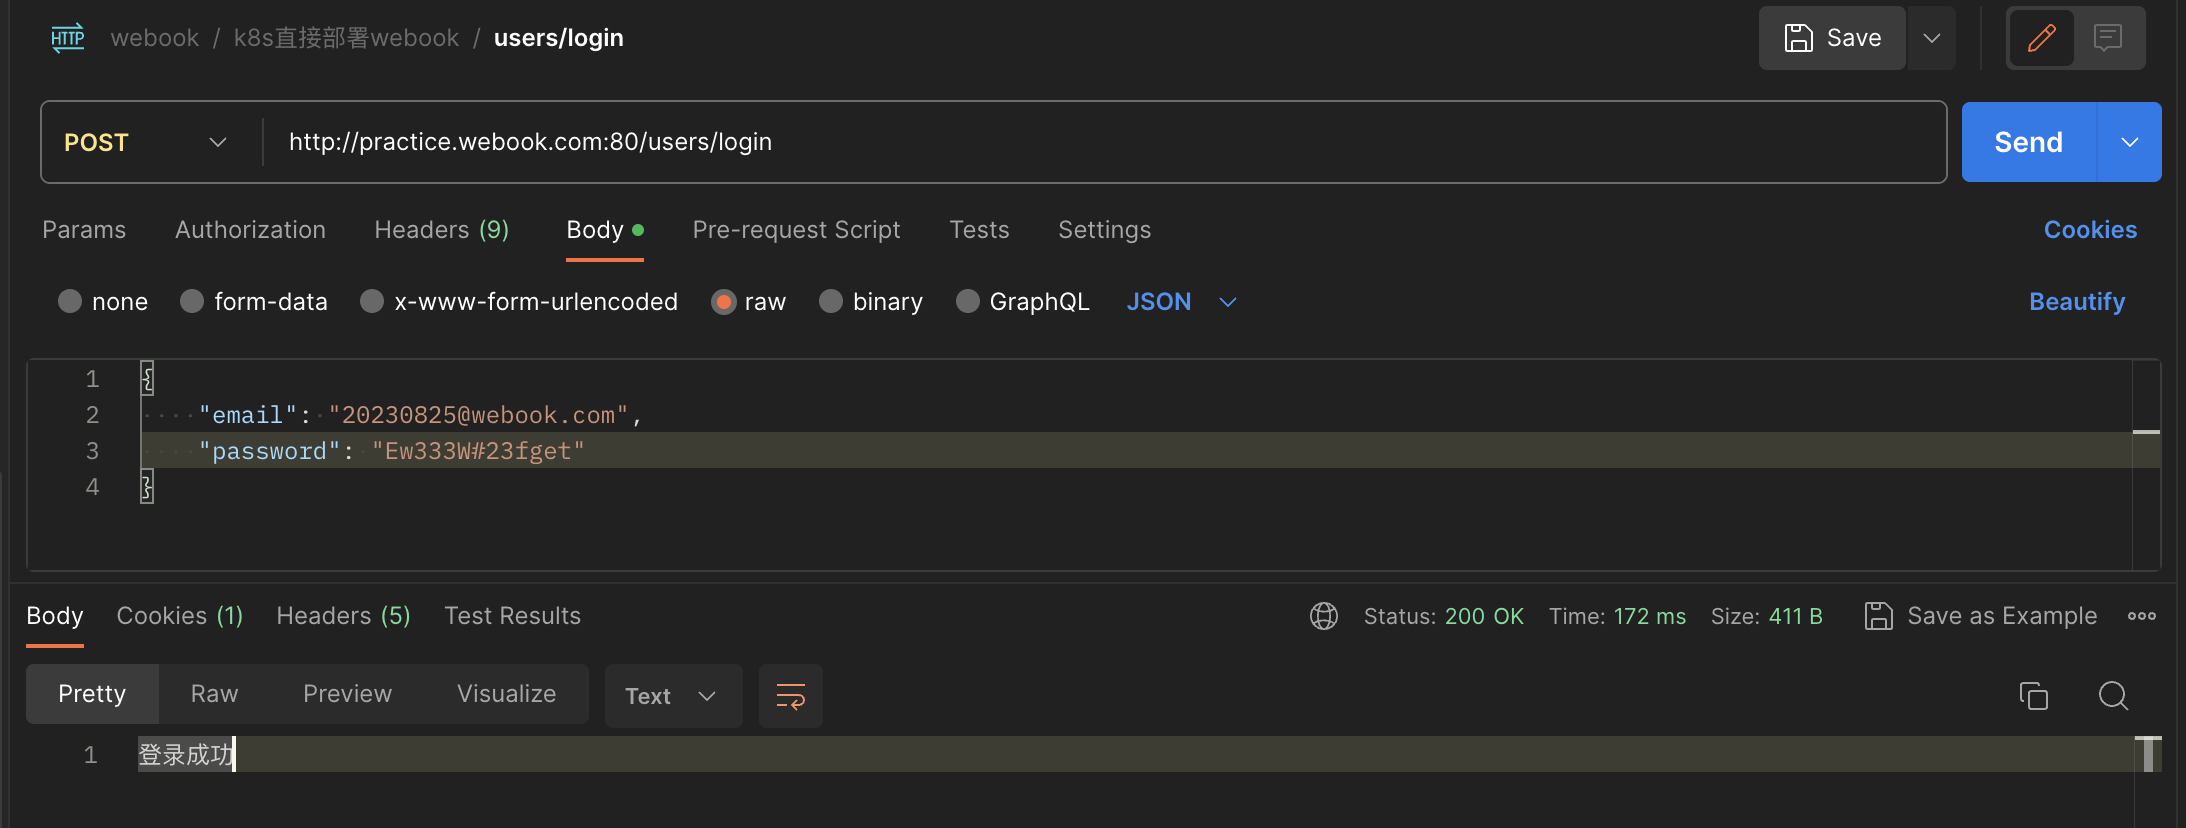 HTTP webook / k8s直接部署webook / users/login Save
POST http://practice.webook.com:80/users/login Send
Params Authorization Headers (9) Body Pre-request Script Tests Settings Cookies
none form-data x-www-form-urlencoded raw binary GraphQL JSON Beautify
1 {
2 "email": "20230825@webook.com",
3 "password": "Ew333W#23fget"
4 }
Body Cookies (1) Headers (5) Test Results Status: 200 OK Time: 172 ms Size: 411 B Save as Example
Pretty Raw Preview Visualize Text
1 登录成功